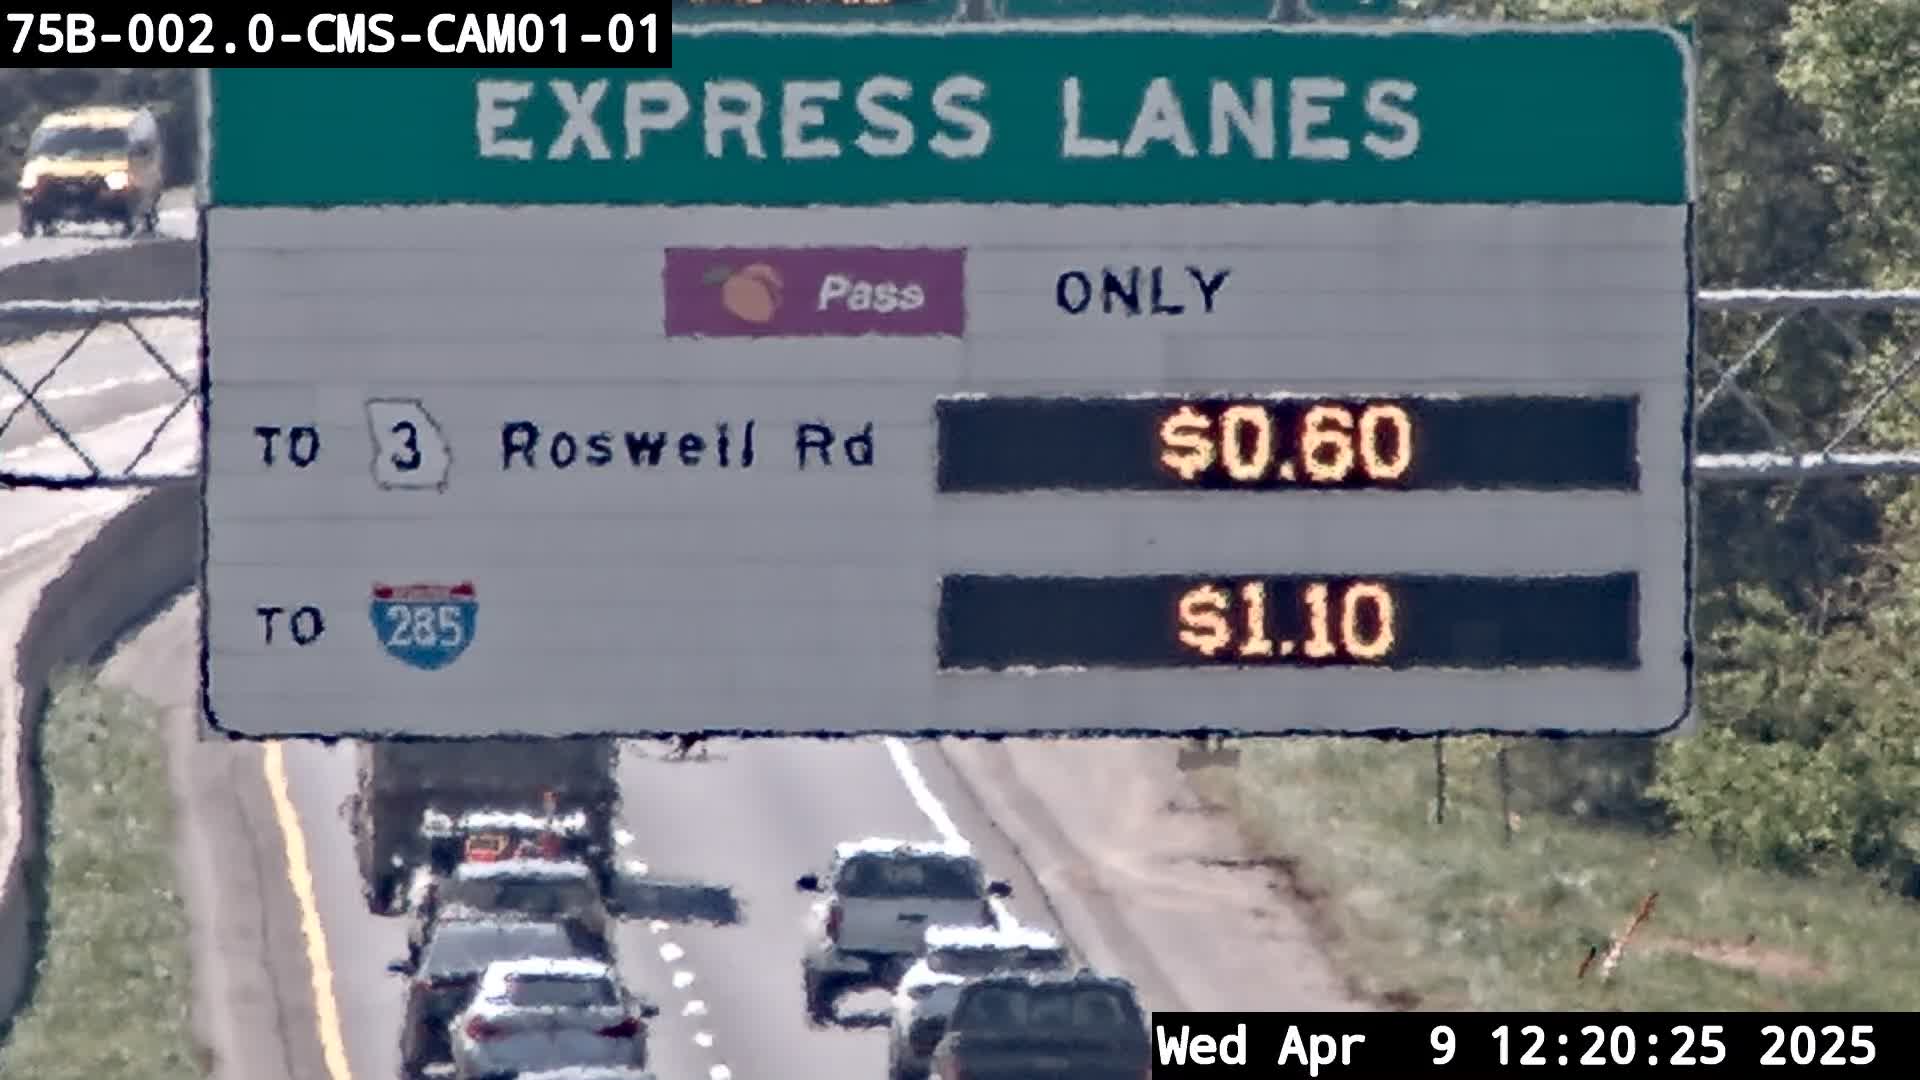 75B-002.0-CMS-CAM01-01
EXPRESS LANES
Pass ONLY
TO 3 Roswell Rd $0.60
TO 285 $1.10
Wed Apr 9 12:20:25 2025